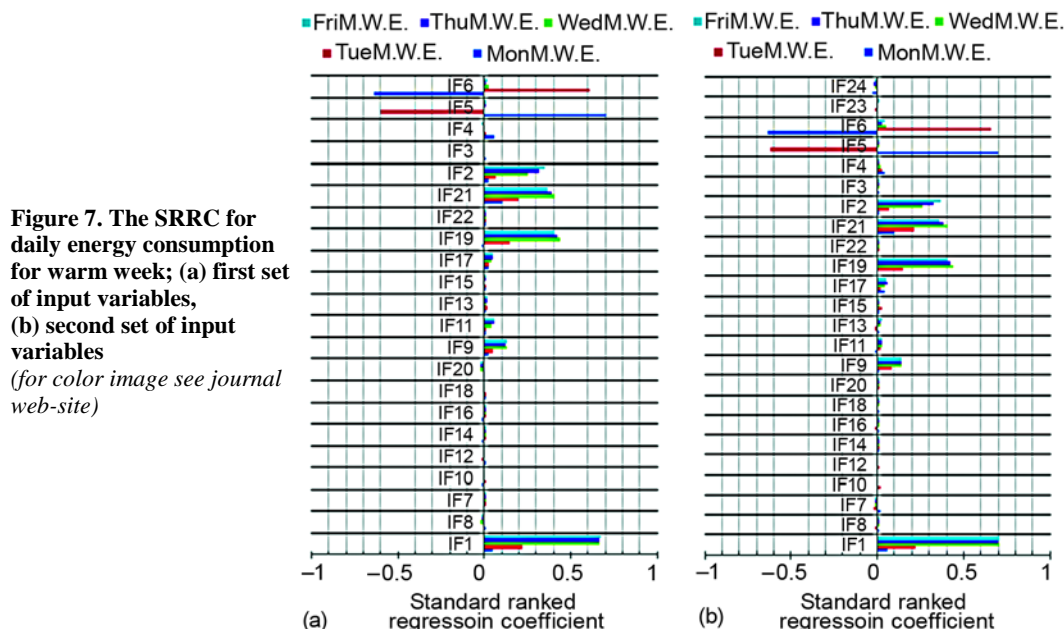 Figure 7. The SRRC for
daily energy consumption
for warm week; (a) first set
of input variables,
(b) second set of input
variables
(for color image see journal
web-site)
FriM.W.E. ThuM.W.E. WedM.W.E.
TueM.W.E. MonM.W.E.
IF6
IF5
IF4
IF3
IF2
IF21
IF22
IF19
IF17
IF15
IF13
IF11
IF9
IF20
IF18
IF16
IF14
IF12
IF10
IF7
IF8
IF1
−1 −0.5 0 0.5 1
Standard ranked
(a) regressoin coefficient
FriM.W.E. ThuM.W.E. WedM.W.E.
TueM.W.E. MonM.W.E.
IF24
IF23
IF6
IF5
IF4
IF3
IF2
IF21
IF22
IF19
IF17
IF15
IF13
IF11
IF9
IF20
IF18
IF16
IF14
IF12
IF10
IF7
IF8
IF1
−1 −0.5 0 0.5 1
Standard ranked
(b) regressoin coefficient